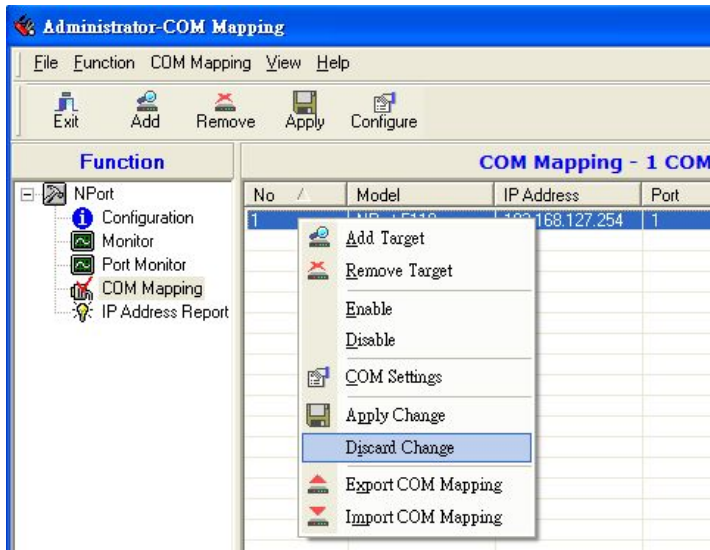 Administrator-COM Mapping
File Function COM Mapping View Help
Exit Add Remove Apply Configure
Function
COM Mapping - 1 COM
NPort
Configuration
Monitor
Port Monitor
COM Mapping
IP Address Report
No Model IP Address Port
1 168.127.254 1
Add Target
Remove Target
Enable
Disable
COM Settings
Apply Change
Discard Change
Export COM Mapping
Import COM Mapping